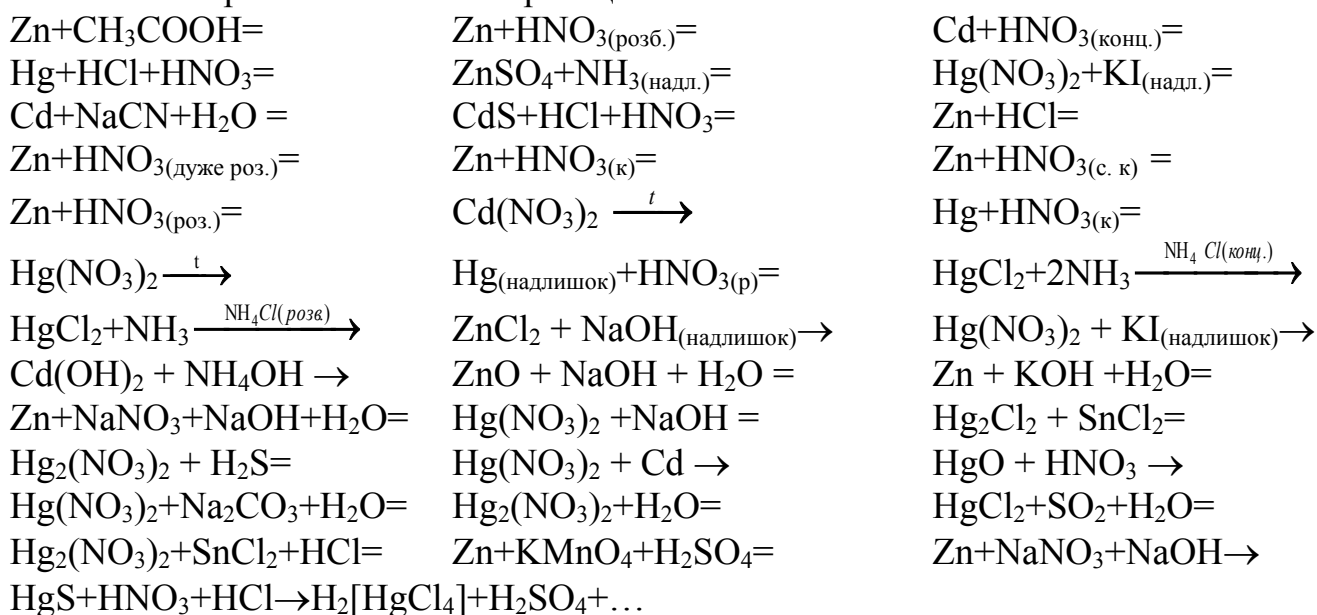 Zn+CH₃COOH= Zn+HNO₃(розб.)= Cd+HNO₃(конц.)=
Hg+HCl+HNO₃= ZnSO₄+NH₃(надл.)= Hg(NO₃)₂+KI(надл.)=
Cd+NaCN+H₂O = CdS+HCl+HNO₃= Zn+HCl=
Zn+HNO₃(дуже роз.)= Zn+HNO₃(к)= Zn+HNO₃(с. к) =
Zn+HNO₃(роз.)= Cd(NO₃)₂ —t→ Hg+HNO₃(к)=
Hg(NO₃)₂ —t→ Hg(надлишок)+HNO₃(р)= HgCl₂+2NH₃ —NH₄ Cl(конц.)→
HgCl₂+NH₃ —NH₄Cl(розв)→ ZnCl₂ + NaOH(надлишок)→ Hg(NO₃)₂ + KI(надлишок)→
Cd(OH)₂ + NH₄OH → ZnO + NaOH + H₂O = Zn + KOH +H₂O=
Zn+NaNO₃+NaOH+H₂O= Hg(NO₃)₂ +NaOH = Hg₂Cl₂ + SnCl₂=
Hg₂(NO₃)₂ + H₂S= Hg(NO₃)₂ + Cd → HgO + HNO₃ →
Hg(NO₃)₂+Na₂CO₃+H₂O= Hg₂(NO₃)₂+H₂O= HgCl₂+SO₂+H₂O=
Hg₂(NO₃)₂+SnCl₂+HCl= Zn+KMnO₄+H₂SO₄= Zn+NaNO₃+NaOH→
HgS+HNO₃+HCl→H₂[HgCl₄]+H₂SO₄+…